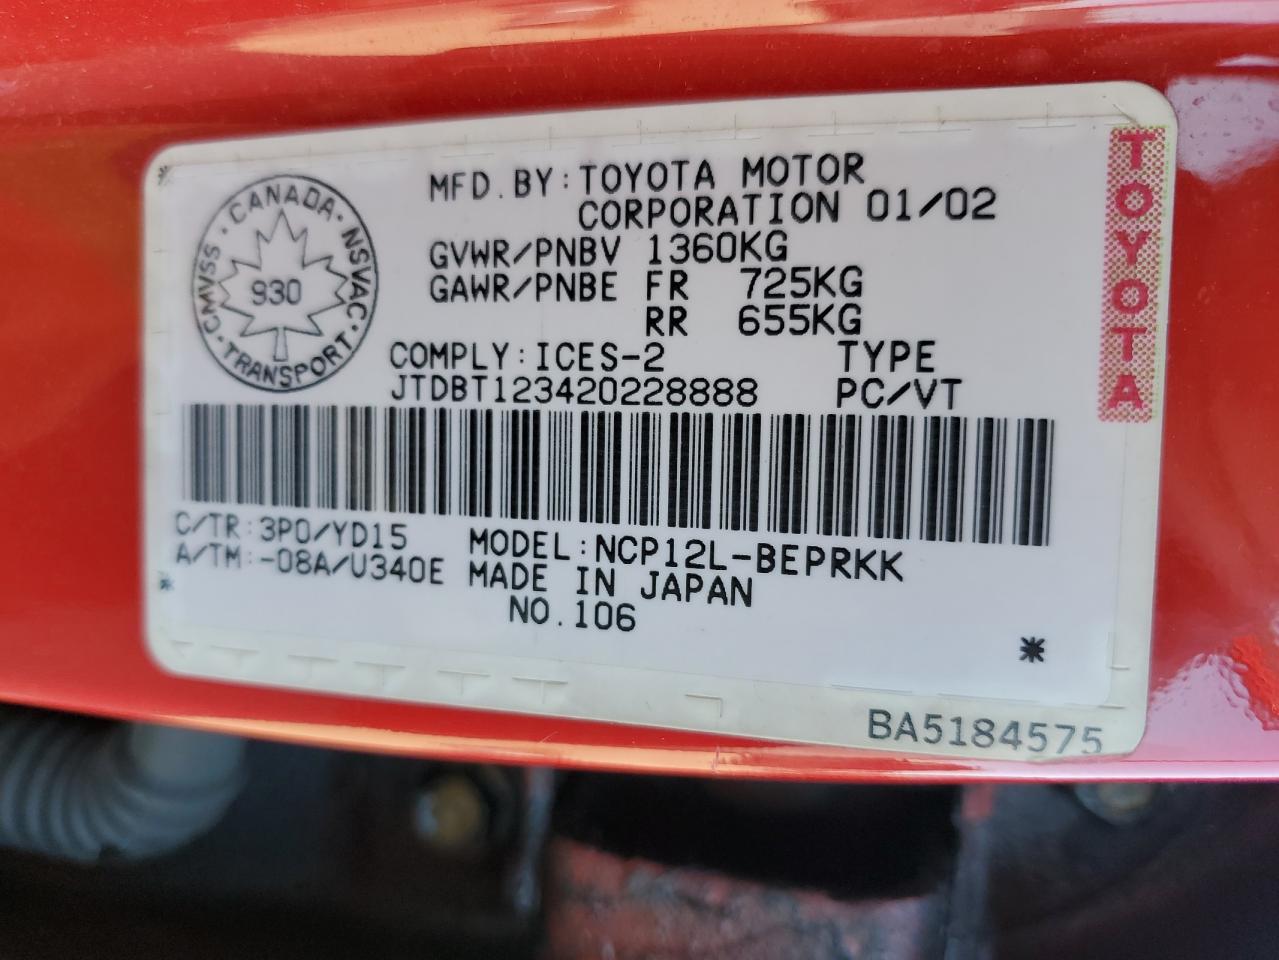 MFD. BY: TOYOTA MOTOR
CORPORATION 01/02
GVWR/PNBV 1360KG
GAWR/PNBE FR 725KG
RR 655KG
CMVSS · CANADA · NSVAC · TRANSPORT ·
930
COMPLY: ICES-2 TYPE
JTDBT123420228888 PC/VT
TOYOTA
C/TR: 3P0/YD15 MODEL: NCP12L-BEPRKK
A/TM: -08A/U340E MADE IN JAPAN
NO. 106
BA5184575